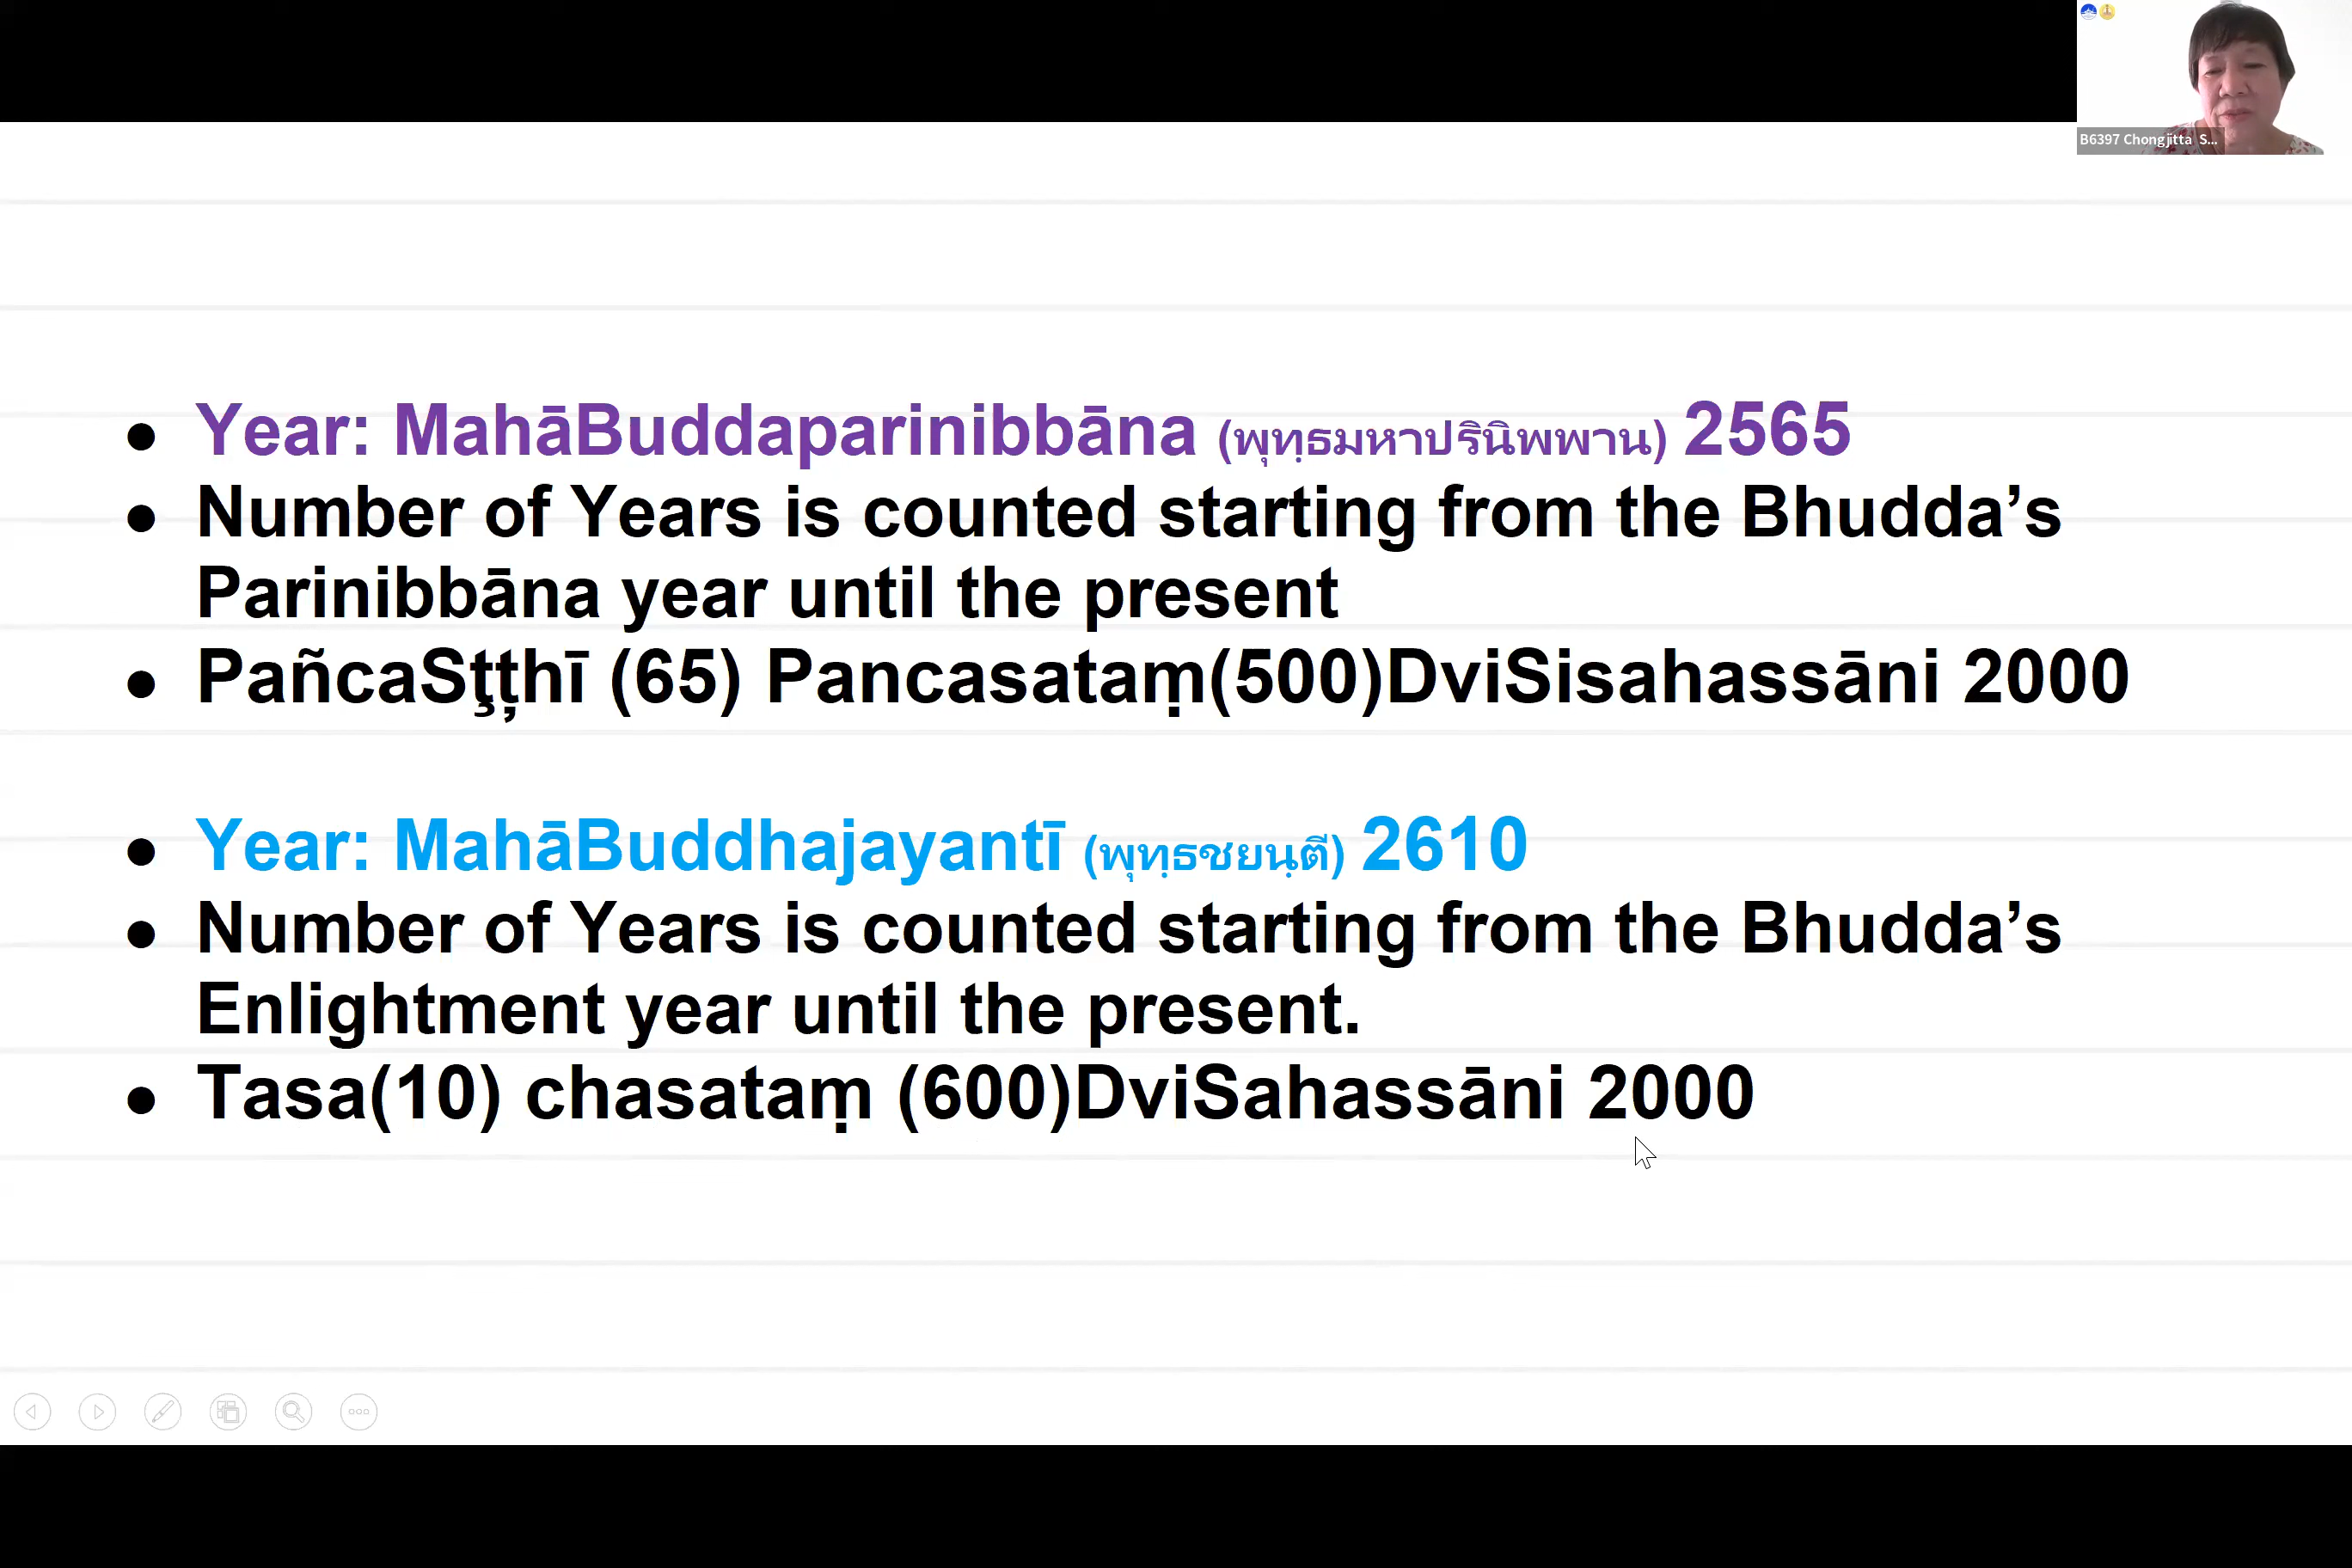 B6397 Chongjitta S...
Year: MahāBuddaparinibbāna (พุทฺธมหาปรินิพพาน) 2565
Number of Years is counted starting from the Bhudda’s
Parinibbāna year until the present
PañcaSţțhī (65) Pancasataṃ(500)DviSisahassāni 2000
Year: MahāBuddhajayantī (พุทฺธชยนฺตี) 2610
Number of Years is counted starting from the Bhudda’s
Enlightment year until the present.
Tasa(10) chasataṃ (600)DviSahassāni 2000